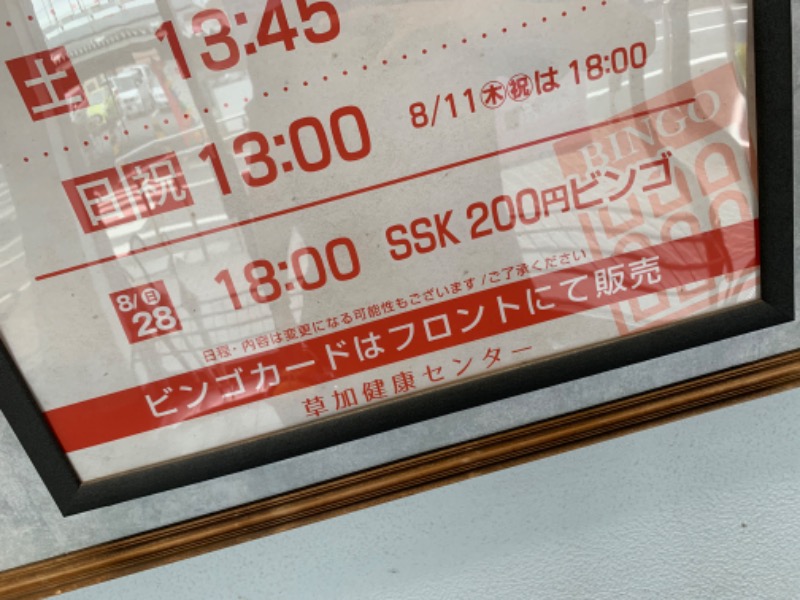 土 13:45
日祝 13:00 8/11㊍㊗は 18:00
BINGO
8/28㊐ 18:00 SSK 200円ビンゴ
日程・内容は変更になる可能性もございます/ご了承ください
ビンゴカードはフロントにて販売
草加健康センター